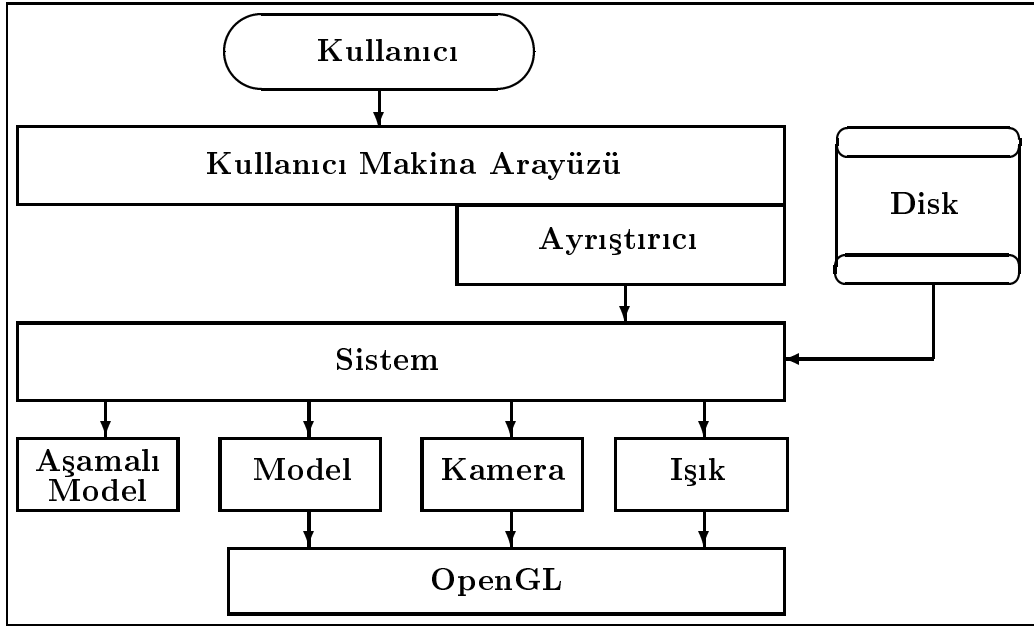 Kullanıcı
Kullanıcı Makina Arayüzü
Disk
Ayrıştırıcı
Sistem
Aşamalı
Model
Model
Kamera
Işık
OpenGL